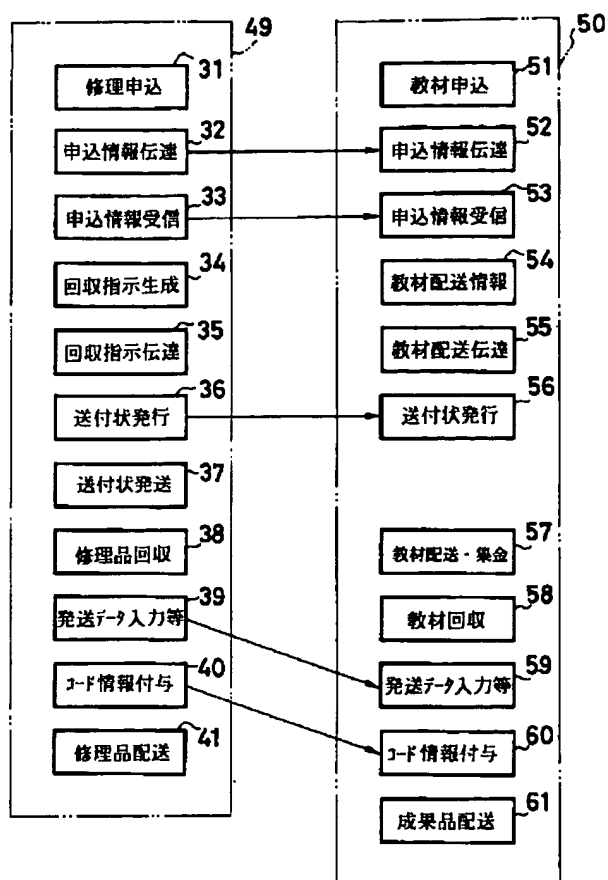 49
31
修理申込
32
申込情報伝達
33
申込情報受信
34
回収指示生成
35
回収指示伝達
36
送付状発行
37
送付状発送
38
修理品回収
39
発送データ入力等
40
コード情報付与
41
修理品配送
50
51
教材申込
52
申込情報伝達
53
申込情報受信
54
教材配送情報
55
教材配送伝達
56
送付状発行
57
教材配送・集金
58
教材回収
59
発送データ入力等
60
コード情報付与
61
成果品配送